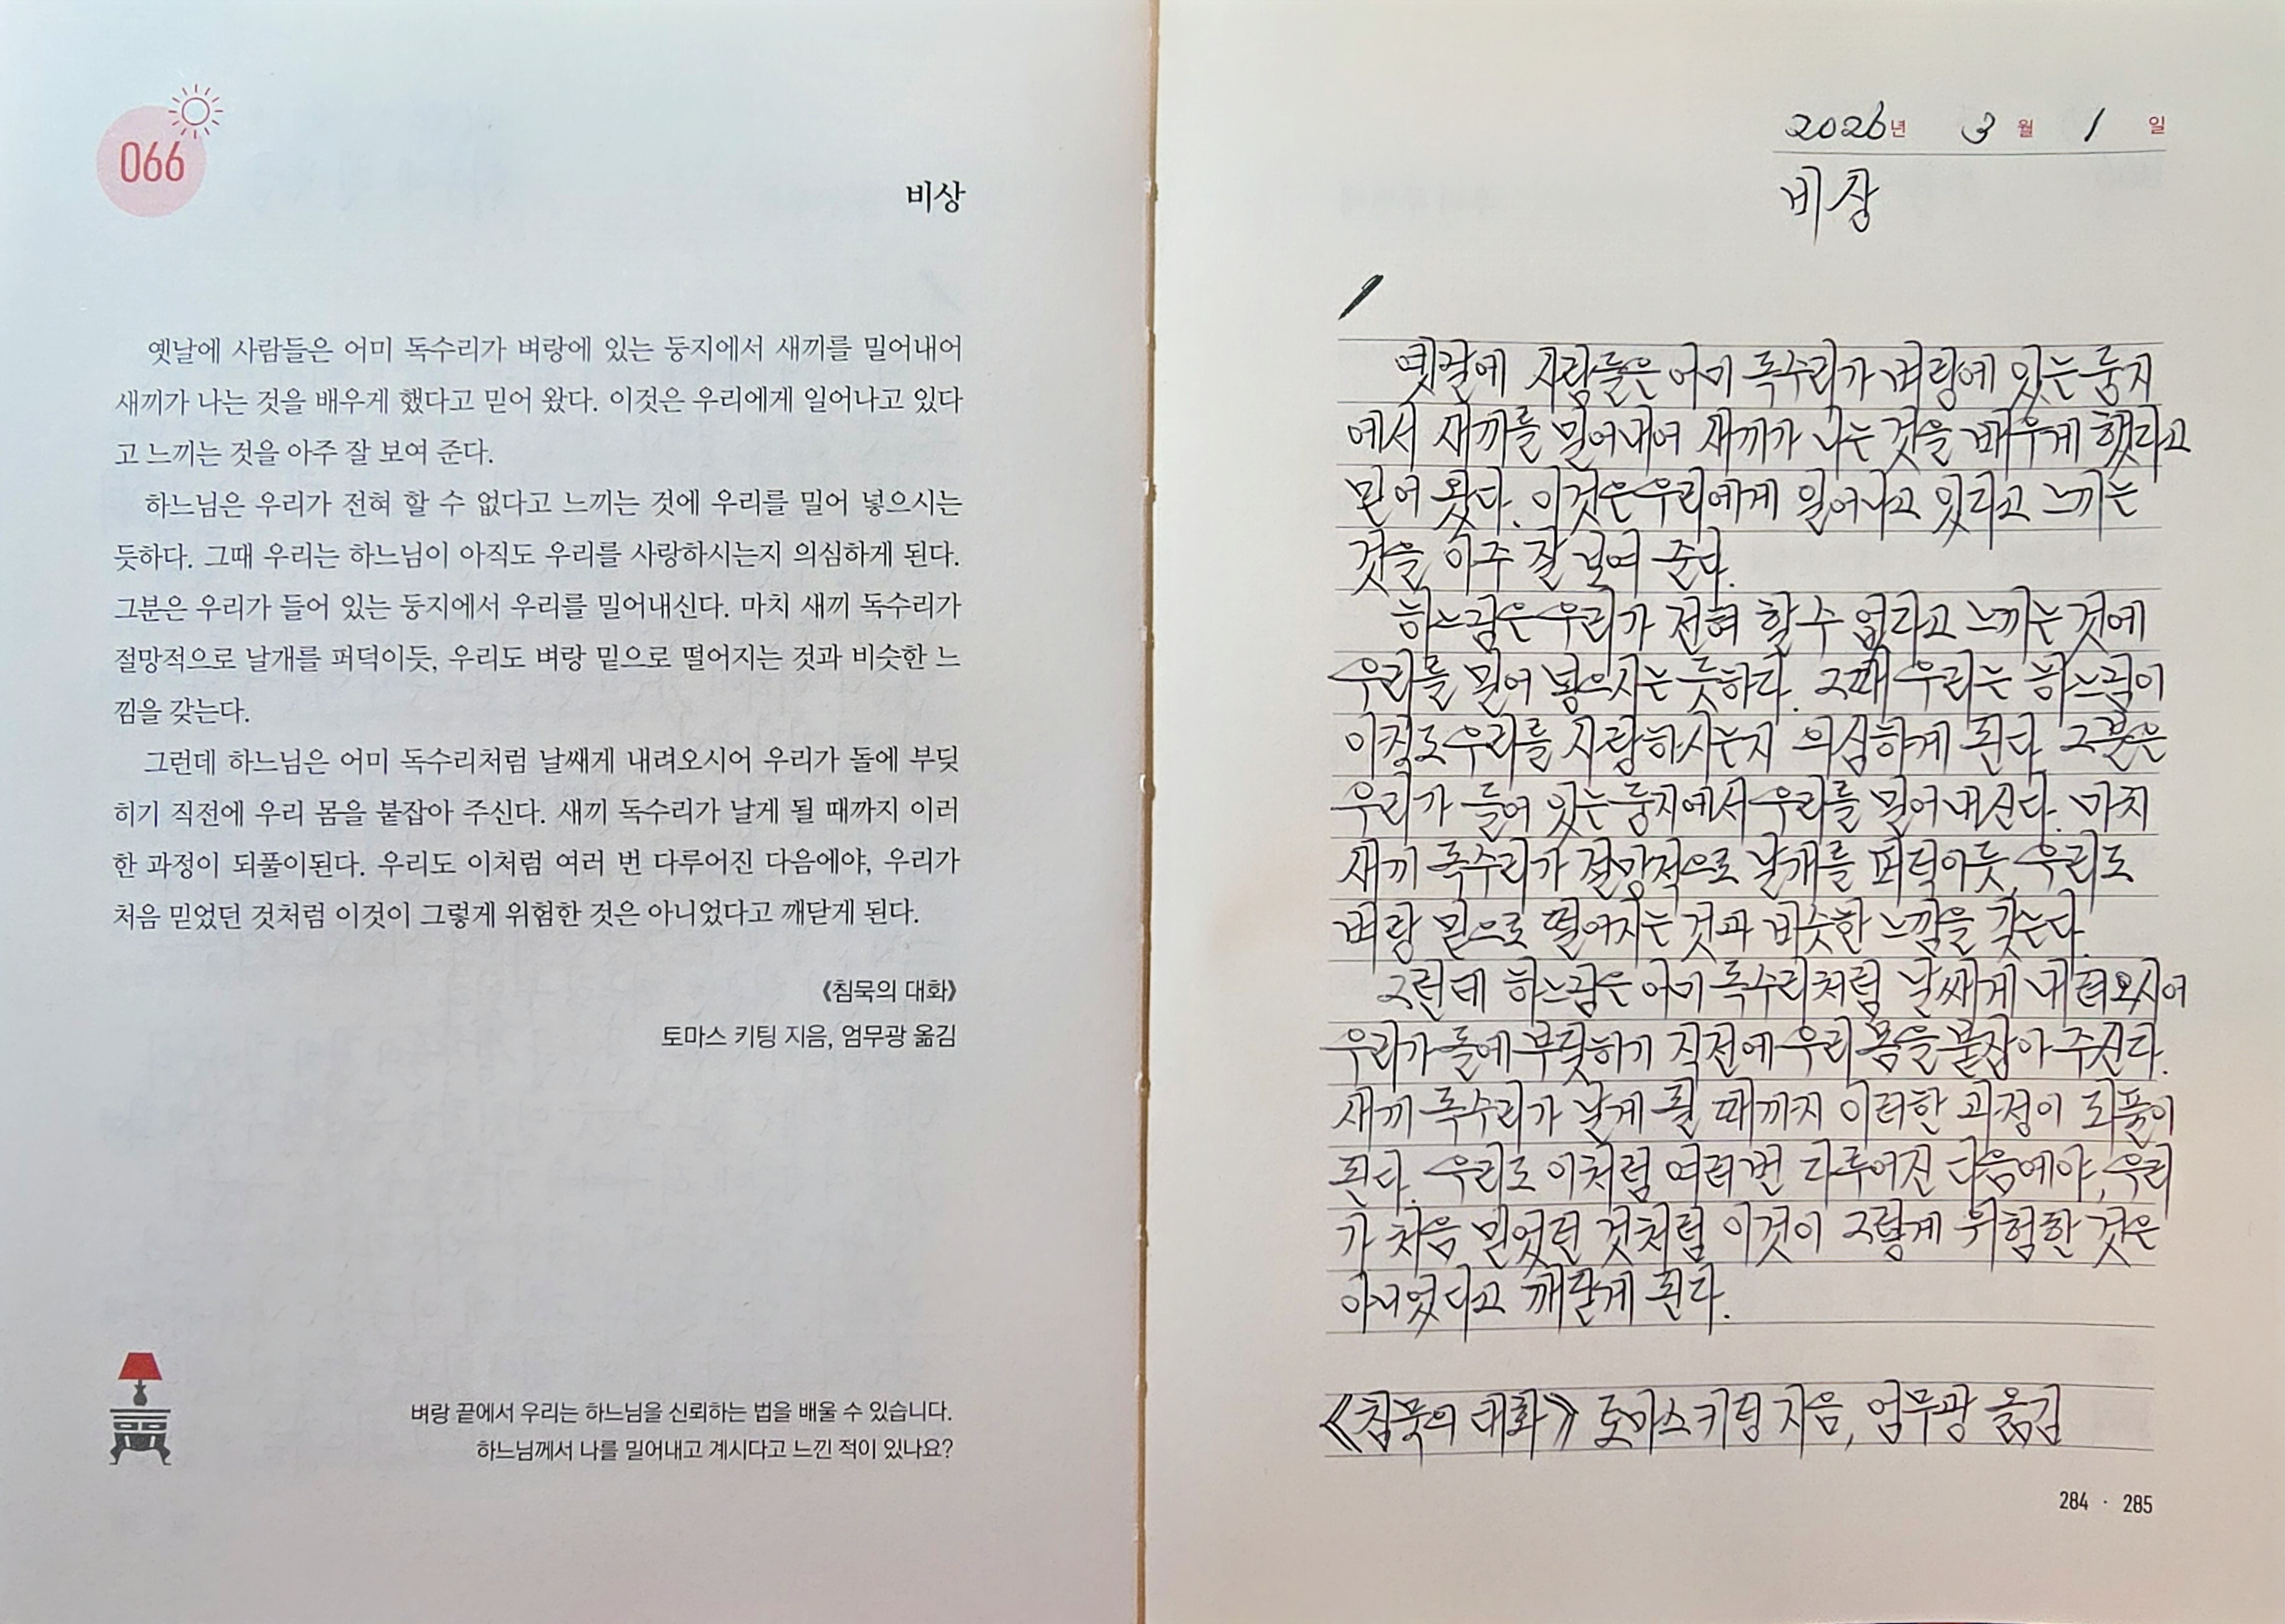 066
비상
옛날에 사람들은 어미 독수리가 벼랑에 있는 둥지에서 새끼를 밀어내어
새끼가 나는 것을 배우게 했다고 믿어 왔다. 이것은 우리에게 일어나고 있다
고 느끼는 것을 아주 잘 보여 준다.
하느님은 우리가 전혀 할 수 없다고 느끼는 것에 우리를 밀어 넣으시는
듯하다. 그때 우리는 하느님이 아직도 우리를 사랑하시는지 의심하게 된다.
그분은 우리가 들어 있는 둥지에서 우리를 밀어내신다. 마치 새끼 독수리가
절망적으로 날개를 퍼덕이듯, 우리도 벼랑 밑으로 떨어지는 것과 비슷한 느
낌을 갖는다.
그런데 하느님은 어미 독수리처럼 날쌔게 내려오시어 우리가 돌에 부딪
히기 직전에 우리 몸을 붙잡아 주신다. 새끼 독수리가 날게 될 때까지 이러
한 과정이 되풀이된다. 우리도 이처럼 여러 번 다루어진 다음에야, 우리가
처음 믿었던 것처럼 이것이 그렇게 위험한 것은 아니었다고 깨닫게 된다.
《침묵의 대화》
토마스 키팅 지음, 엄무광 옮김
벼랑 끝에서 우리는 하느님을 신뢰하는 법을 배울 수 있습니다.
하느님께서 나를 밀어내고 계시다고 느낀 적이 있나요?
2026년 3월 1일
비상
옛날에 사람들은 어미 독수리가 벼랑에 있는 둥지
에서 새끼를 밀어내어 새끼가 나는 것을 배우게 했다고
믿어 왔다. 이것은 우리에게 일어나고 있다고 느끼는
것을 아주 잘 보여 준다.
하느님은 우리가 전혀 할 수 없다고 느끼는 것에
우리를 밀어 넣으시는 듯하다. 그때 우리는 하느님이
아직도 우리를 사랑하시는지 의심하게 된다. 그분은
우리가 들어 있는 둥지에서 우리를 밀어내신다. 마치
새끼 독수리가 절망적으로 날개를 퍼덕이듯, 우리도
벼랑 밑으로 떨어지는 것과 비슷한 느낌을 갖는다.
그런데 하느님은 어미 독수리처럼 날쌔게 내려오시어
우리가 돌에 부딪히기 직전에 우리 몸을 붙잡아 주신다.
새끼 독수리가 날게 될 때까지 이러한 과정이 되풀이
된다. 우리도 이처럼 여러 번 다루어진 다음에야, 우리
가 처음 믿었던 것처럼 이것이 그렇게 위험한 것은
아니었다고 깨닫게 된다.
《침묵의 대화》 토마스 키팅 지음, 엄무광 옮김
284 · 285